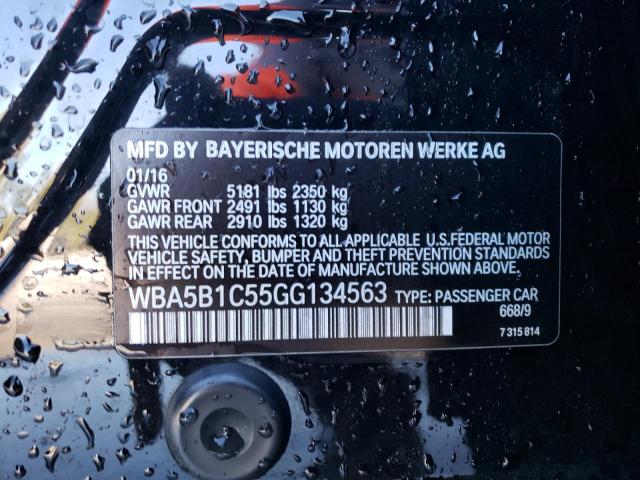 MFD BY BAYERISCHE MOTOREN WERKE AG
01/16
GVWR 5181 lbs 2350 kg
GAWR FRONT 2491 lbs 1130 kg
GAWR REAR 2910 lbs 1320 kg
THIS VEHICLE CONFORMS TO ALL APPLICABLE U.S.FEDERAL MOTOR
VEHICLE SAFETY, BUMPER AND THEFT PREVENTION STANDARDS
IN EFFECT ON THE DATE OF MANUFACTURE SHOWN ABOVE.
WBA5B1C55GG134563 TYPE: PASSENGER CAR
668/9
7 315 814